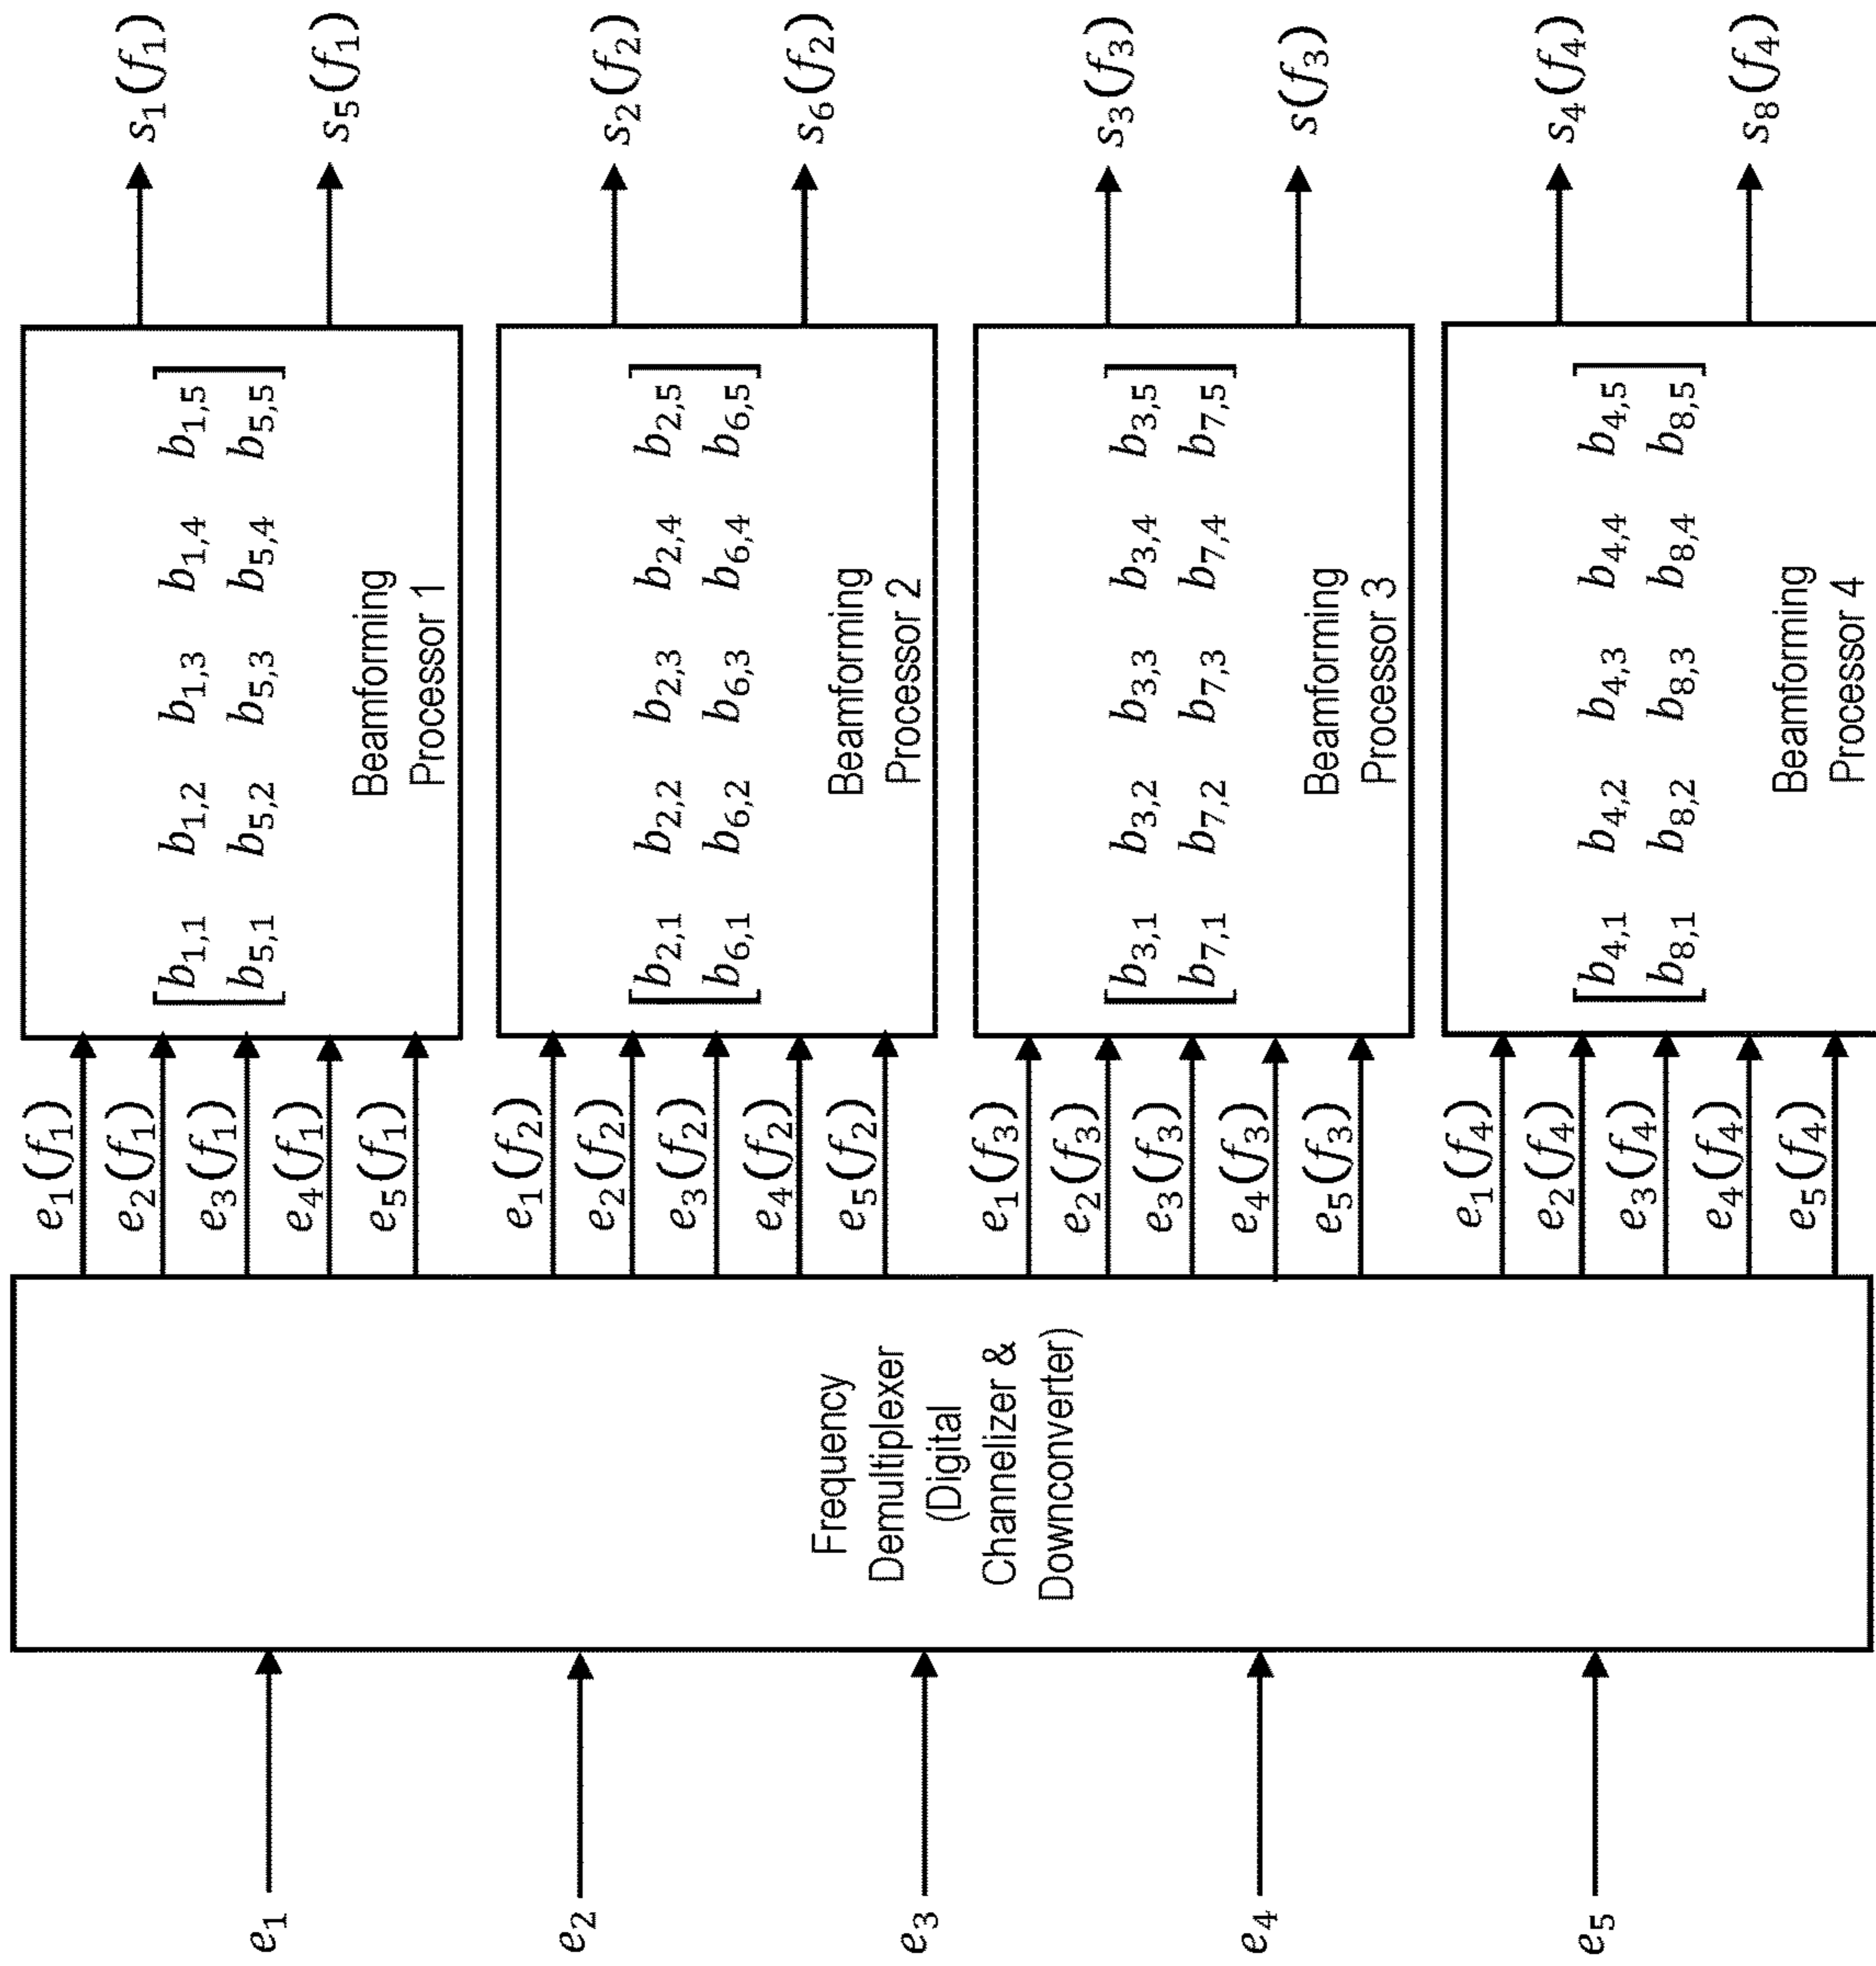 e₁
e₂
e₃
e₄
e₅
Frequency
Demultiplexer
(Digital
Channelizer &
Downconverter)
e₁(f₁)
e₂(f₁)
e₃(f₁)
e₄(f₁)
e₅(f₁)
[b₁,₁ b₁,₂ b₁,₃ b₁,₄ b₁,₅]
[b₅,₁ b₅,₂ b₅,₃ b₅,₄ b₅,₅]
Beamforming
Processor 1
s₁(f₁)
s₅(f₁)
e₁(f₂)
e₂(f₂)
e₃(f₂)
e₄(f₂)
e₅(f₂)
[b₂,₁ b₂,₂ b₂,₃ b₂,₄ b₂,₅]
[b₆,₁ b₆,₂ b₆,₃ b₆,₄ b₆,₅]
Beamforming
Processor 2
s₂(f₂)
s₆(f₂)
e₁(f₃)
e₂(f₃)
e₃(f₃)
e₄(f₃)
e₅(f₃)
[b₃,₁ b₃,₂ b₃,₃ b₃,₄ b₃,₅]
[b₇,₁ b₇,₂ b₇,₃ b₇,₄ b₇,₅]
Beamforming
Processor 3
s₃(f₃)
s(f₃)
e₁(f₄)
e₂(f₄)
e₃(f₄)
e₄(f₄)
e₅(f₄)
[b₄,₁ b₄,₂ b₄,₃ b₄,₄ b₄,₅]
[b₈,₁ b₈,₂ b₈,₃ b₈,₄ b₈,₅]
Beamforming
Processor 4
s₄(f₄)
s₈(f₄)